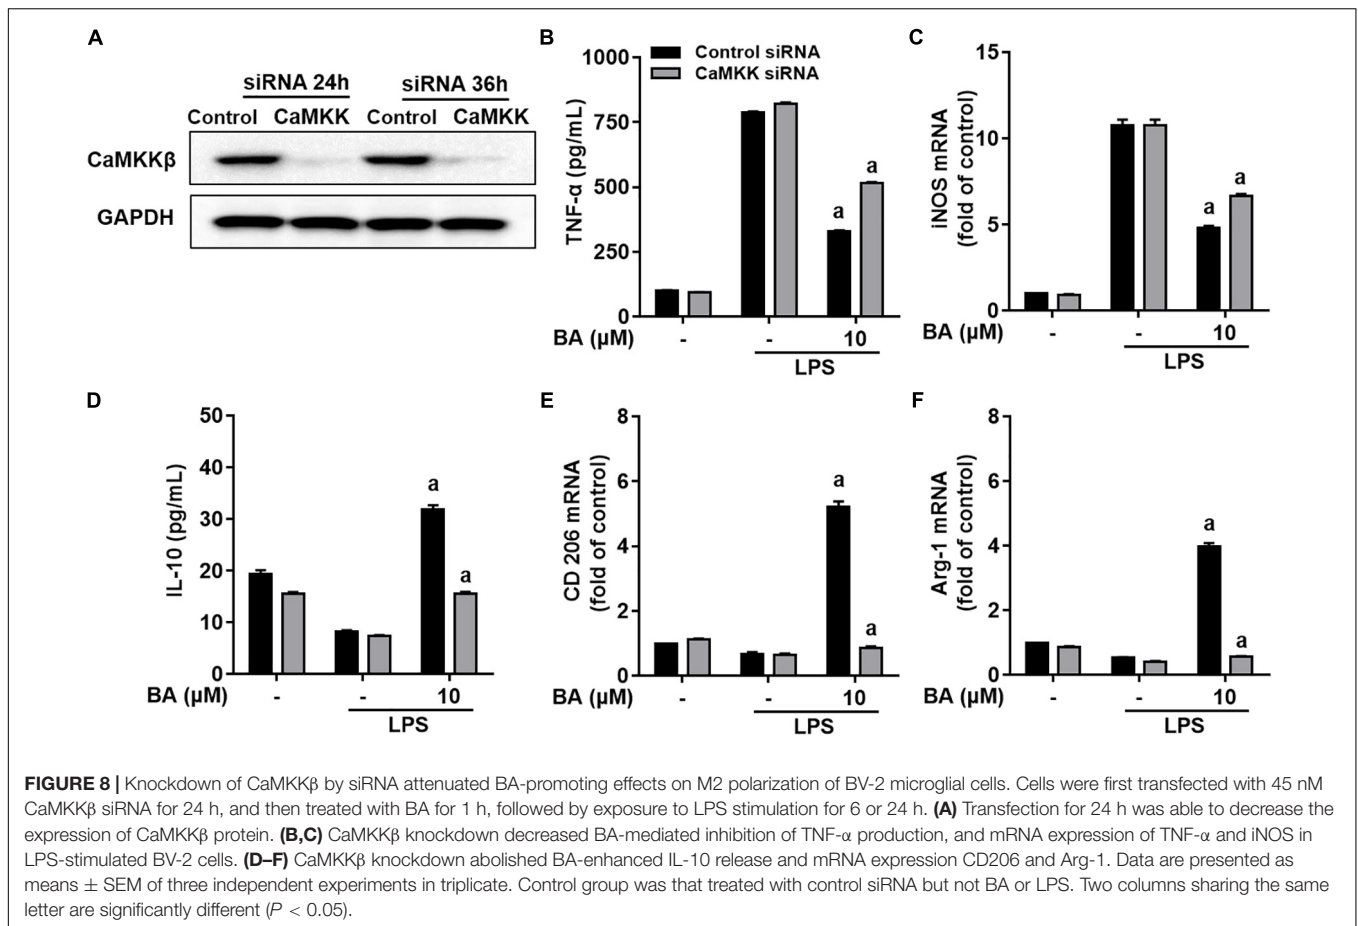 A
siRNA 24h siRNA 36h
Control CaMKK Control CaMKK
CaMKKβ
GAPDH
B
Control siRNA
CaMKK siRNA
TNF-α (pg/mL)
1000
750
500
250
0
a
a
BA (μM) - - 10
LPS
C
iNOS mRNA
(fold of control)
15
10
5
0
a
a
BA (μM) - - 10
LPS
D
IL-10 (pg/mL)
50
40
30
20
10
0
a
a
BA (μM) - - 10
LPS
E
CD 206 mRNA
(fold of control)
8
6
4
2
0
a
a
BA (μM) - - 10
LPS
F
Arg-1 mRNA
(fold of control)
8
6
4
2
0
a
a
BA (μM) - - 10
LPS
FIGURE 8 | Knockdown of CaMKKβ by siRNA attenuated BA-promoting effects on M2 polarization of BV-2 microglial cells. Cells were first transfected with 45 nM
CaMKKβ siRNA for 24 h, and then treated with BA for 1 h, followed by exposure to LPS stimulation for 6 or 24 h. (A) Transfection for 24 h was able to decrease the
expression of CaMKKβ protein. (B,C) CaMKKβ knockdown decreased BA-mediated inhibition of TNF-α production, and mRNA expression of TNF-α and iNOS in
LPS-stimulated BV-2 cells. (D–F) CaMKKβ knockdown abolished BA-enhanced IL-10 release and mRNA expression CD206 and Arg-1. Data are presented as
means ± SEM of three independent experiments in triplicate. Control group was that treated with control siRNA but not BA or LPS. Two columns sharing the same
letter are significantly different (P < 0.05).